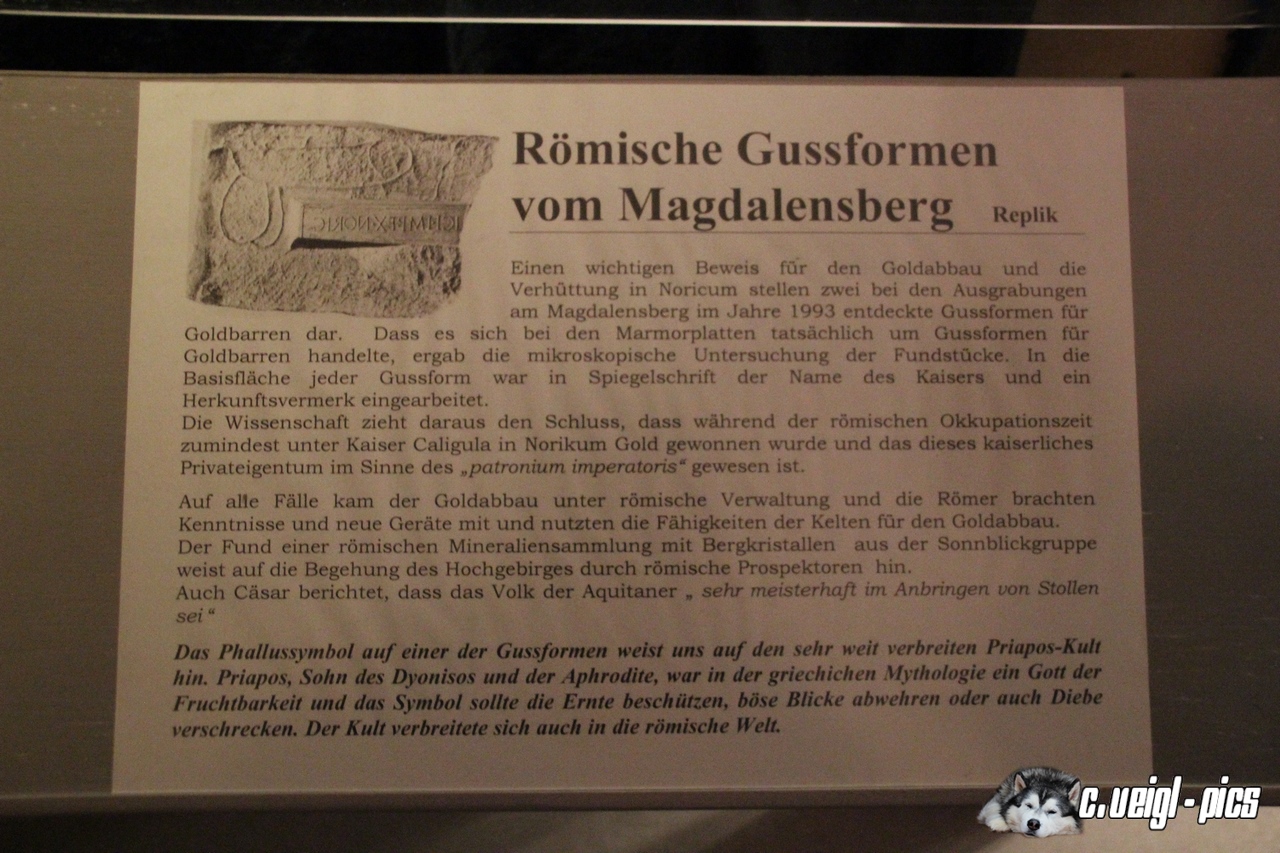 Römische Gussformen
vom Magdalensberg Replik
Einen wichtigen Beweis für den Goldabbau und die
Verhüttung in Noricum stellen zwei bei den Ausgrabungen
am Magdalensberg im Jahre 1993 entdeckte Gussformen für
Goldbarren dar. Dass es sich bei den Marmorplatten tatsächlich um Gussformen für
Goldbarren handelte, ergab die mikroskopische Untersuchung der Fundstücke. In die
Basisfläche jeder Gussform war in Spiegelschrift der Name des Kaisers und ein
Herkunftsvermerk eingearbeitet.
Die Wissenschaft zieht daraus den Schluss, dass während der römischen Okkupationszeit
zumindest unter Kaiser Caligula in Norikum Gold gewonnen wurde und das dieses kaiserliches
Privateigentum im Sinne des „patronium imperatoris“ gewesen ist.
Auf alle Fälle kam der Goldabbau unter römische Verwaltung und die Römer brachten
Kenntnisse und neue Geräte mit und nutzten die Fähigkeiten der Kelten für den Goldabbau.
Der Fund einer römischen Mineraliensammlung mit Bergkristallen aus der Sonnblickgruppe
weist auf die Begehung des Hochgebirges durch römische Prospektoren hin.
Auch Cäsar berichtet, dass das Volk der Aquitaner „ sehr meisterhaft im Anbringen von Stollen
sei “
Das Phallussymbol auf einer der Gussformen weist uns auf den sehr weit verbreiten Priapos-Kult
hin. Priapos, Sohn des Dyonisos und der Aphrodite, war in der griechichen Mythologie ein Gott der
Fruchtbarkeit und das Symbol sollte die Ernte beschützen, böse Blicke abwehren oder auch Diebe
verschrecken. Der Kult verbreitete sich auch in die römische Welt.
c.veigl - pics